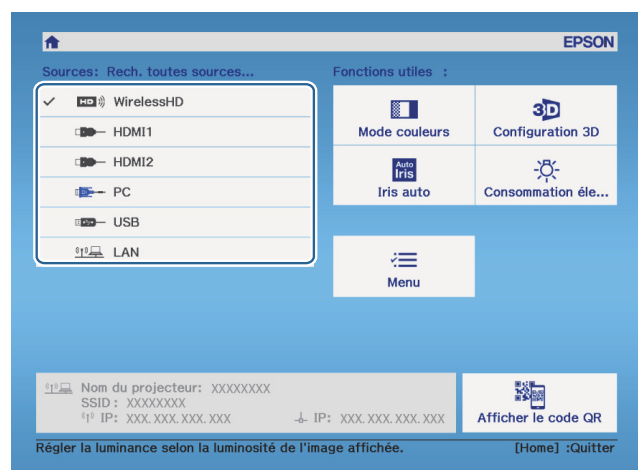 EPSON
Sources: Rech. toutes sources...
WirelessHD
HDMI1
HDMI2
PC
USB
LAN
Fonctions utiles :
Mode couleurs
3D
Configuration 3D
Auto
Iris
Iris auto
Consommation éle...
Menu
Nom du projecteur: XXXXXXXX
SSID : XXXXXXXX
IP: XXX.XXX.XXX.XXX
IP: XXX.XXX.XXX.XXX
Afficher le code QR
Régler la luminance selon la luminosité de l'image affichée.
[Home] :Quitter